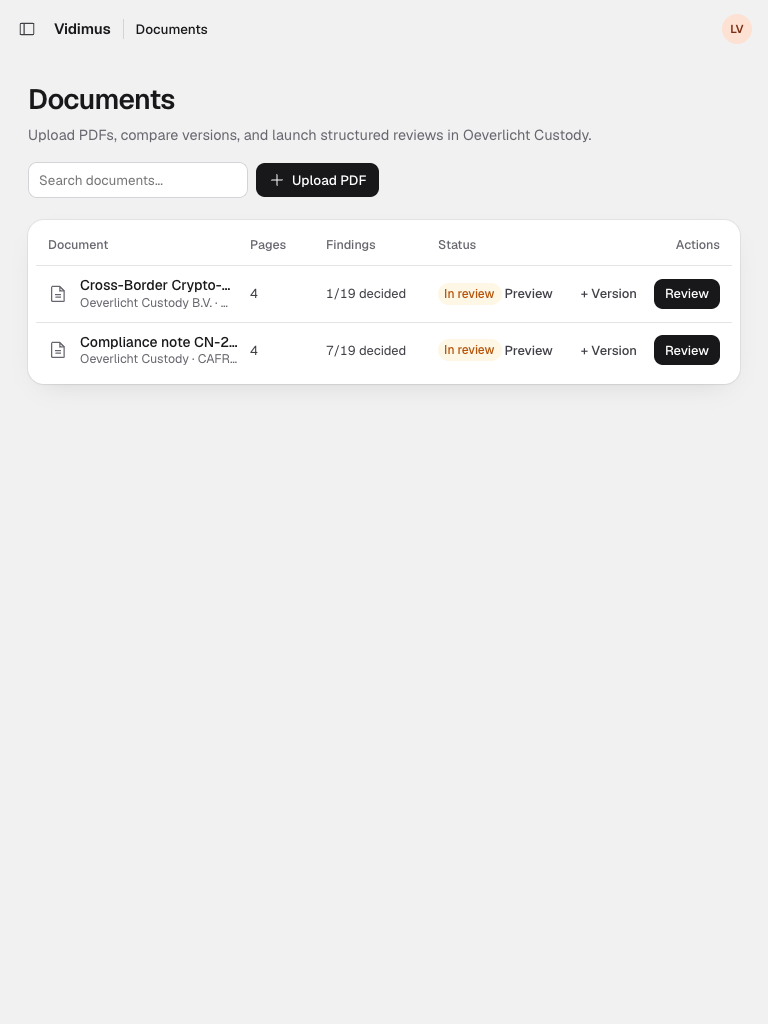 Vidimus
Documents
LV
Documents
Upload PDFs, compare versions, and launch structured reviews in Oeverlicht Custody.
Search documents...
Upload PDF
Document Pages Findings Status Actions
Cross-Border Crypto-... 4 1/19 decided In review Preview + Version Review
Oeverlicht Custody B.V. · ...
Compliance note CN-2... 4 7/19 decided In review Preview + Version Review
Oeverlicht Custody · CAFR...